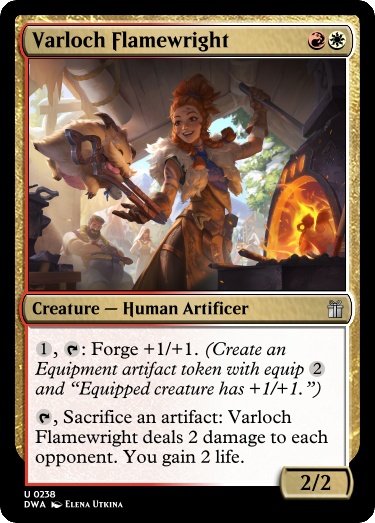 Varloch Flamewright
Creature — Human Artificer
1, : Forge +1/+1. (Create an
Equipment artifact token with equip 2
and “Equipped creature has +1/+1.”)
, Sacrifice an artifact: Varloch
Flamewright deals 2 damage to each
opponent. You gain 2 life.
2/2
U 0238
DWA Elena Utkina